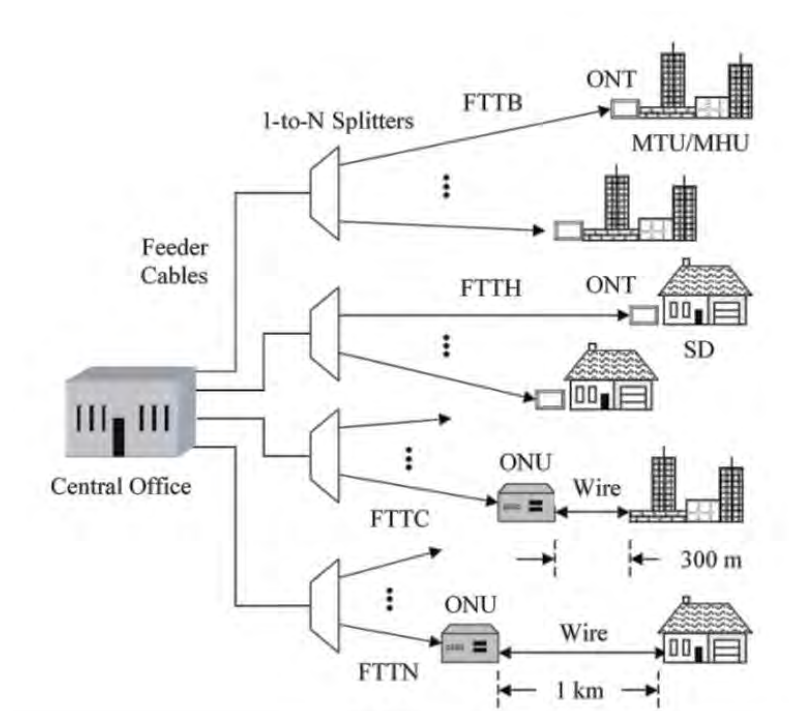 ONT
FTTB
1-to-N Splitters
MTU/MHU
Feeder
Cables
FTTH
ONT
SD
Central Office
ONU
Wire
FTTC
300 m
ONU
Wire
FTTN
1 km